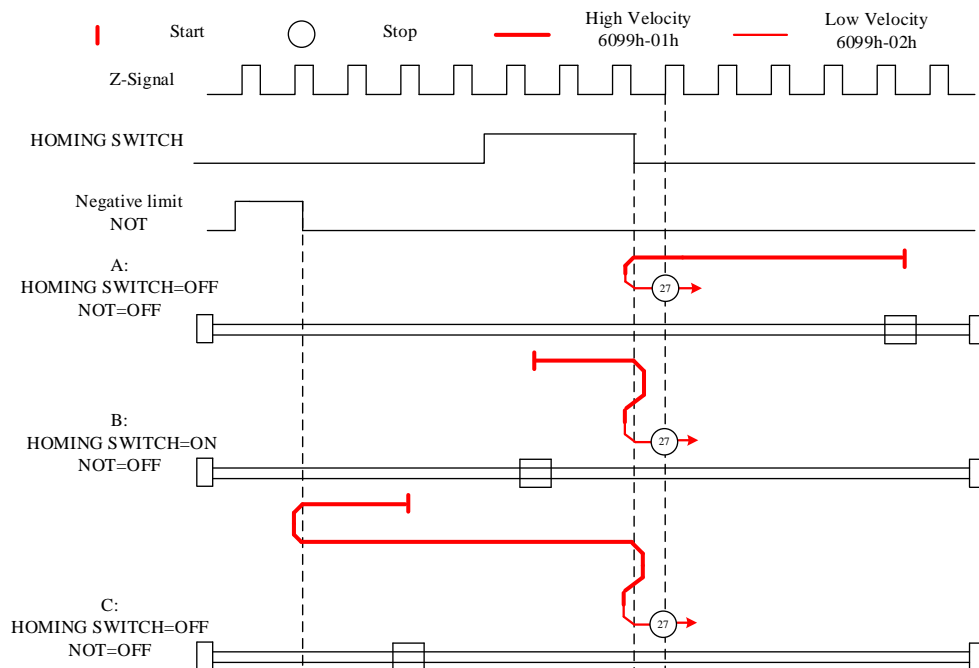 Start
Stop
High Velocity
6099h-01h
Low Velocity
6099h-02h
Z-Signal
HOMING SWITCH
Negative limit
NOT
A:
HOMING SWITCH=OFF
NOT=OFF
27
B:
HOMING SWITCH=ON
NOT=OFF
27
C:
HOMING SWITCH=OFF
NOT=OFF
27